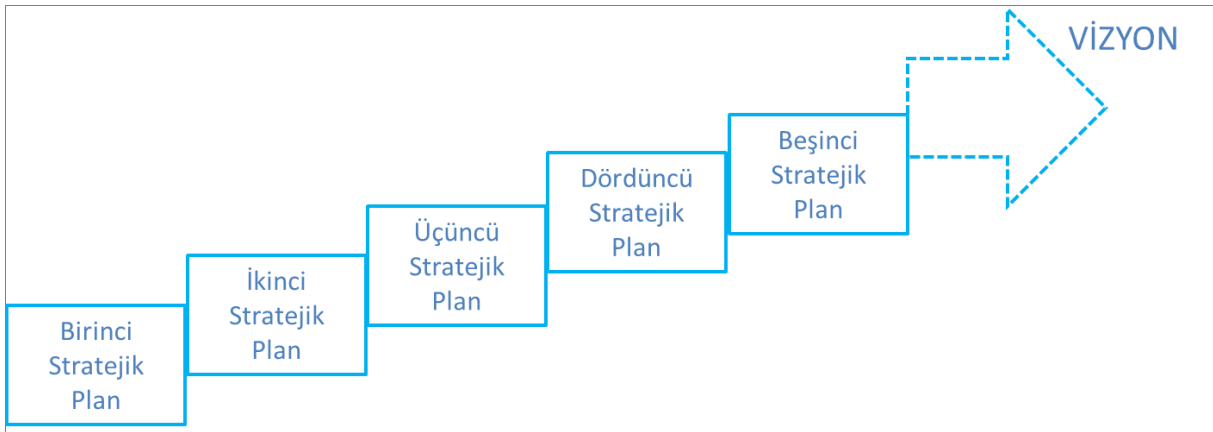 Birinci
Stratejik
Plan
İkinci
Stratejik
Plan
Üçüncü
Stratejik
Plan
Dördüncü
Stratejik
Plan
Beşinci
Stratejik
Plan
VİZYON